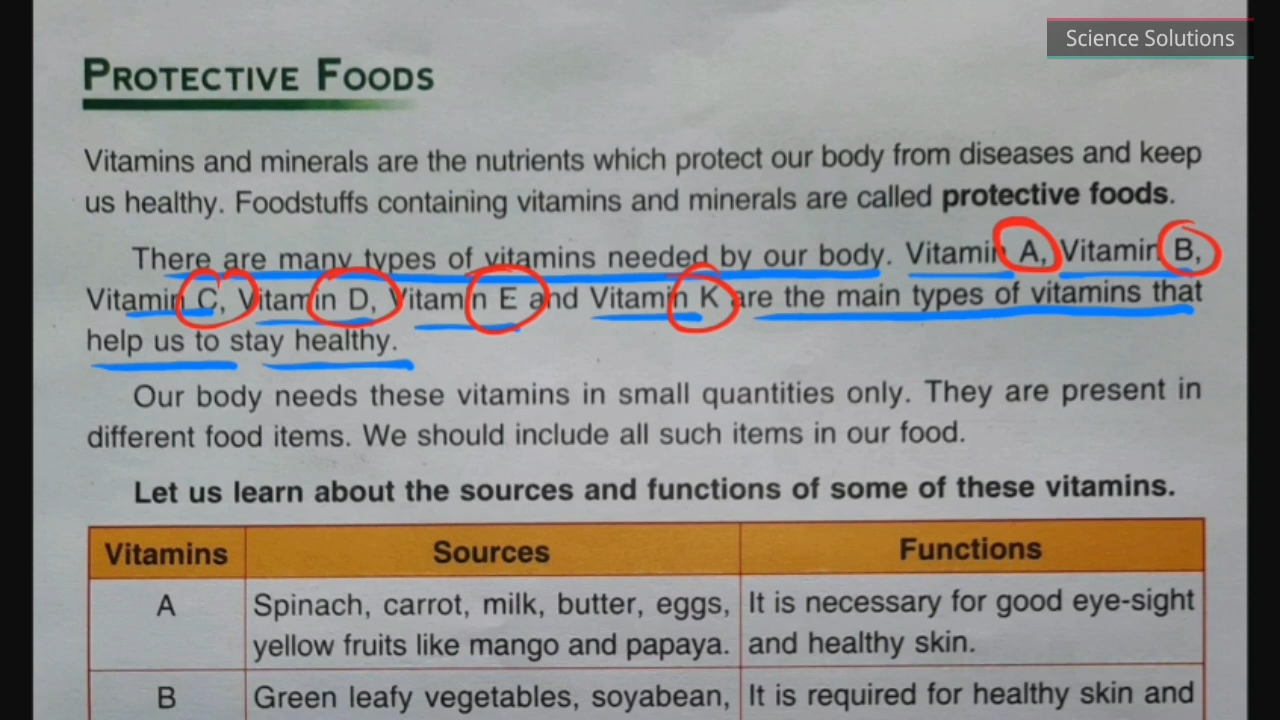 Science Solutions
PROTECTIVE FOODS
Vitamins and minerals are the nutrients which protect our body from diseases and keep
us healthy. Foodstuffs containing vitamins and minerals are called protective foods.
There are many types of vitamins needed by our body. Vitamin A, Vitamin B,
Vitamin C, Vitamin D, Vitamin E and Vitamin K are the main types of vitamins that
help us to stay healthy.
Our body needs these vitamins in small quantities only. They are present in
different food items. We should include all such items in our food.
Let us learn about the sources and functions of some of these vitamins.
Vitamins Sources Functions
A Spinach, carrot, milk, butter, eggs, It is necessary for good eye-sight
yellow fruits like mango and papaya. and healthy skin.
B Green leafy vegetables, soyabean, It is required for healthy skin and